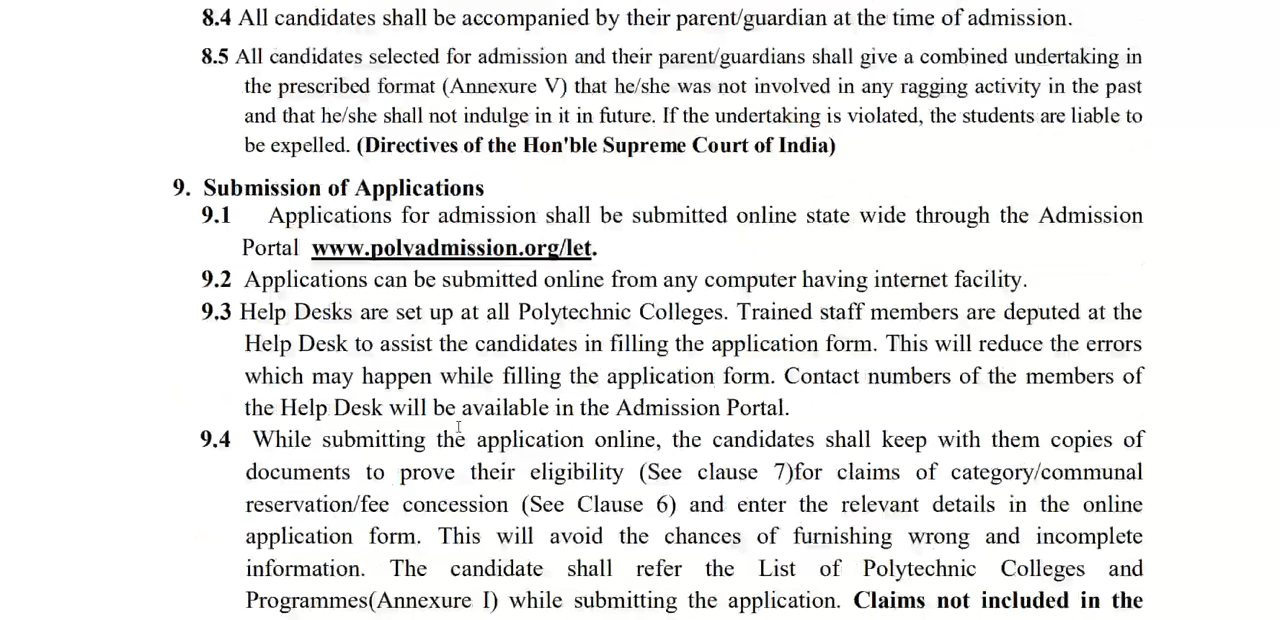 8.4 All candidates shall be accompanied by their parent/guardian at the time of admission.
8.5 All candidates selected for admission and their parent/guardians shall give a combined undertaking in
the prescribed format (Annexure V) that he/she was not involved in any ragging activity in the past
and that he/she shall not indulge in it in future. If the undertaking is violated, the students are liable to
be expelled. (Directives of the Hon'ble Supreme Court of India)
9. Submission of Applications
9.1 Applications for admission shall be submitted online state wide through the Admission
Portal www.polyadmission.org/let.
9.2 Applications can be submitted online from any computer having internet facility.
9.3 Help Desks are set up at all Polytechnic Colleges. Trained staff members are deputed at the
Help Desk to assist the candidates in filling the application form. This will reduce the errors
which may happen while filling the application form. Contact numbers of the members of
the Help Desk will be available in the Admission Portal.
9.4 While submitting the application online, the candidates shall keep with them copies of
documents to prove their eligibility (See clause 7)for claims of category/communal
reservation/fee concession (See Clause 6) and enter the relevant details in the online
application form. This will avoid the chances of furnishing wrong and incomplete
information. The candidate shall refer the List of Polytechnic Colleges and
Programmes(Annexure I) while submitting the application. Claims not included in the